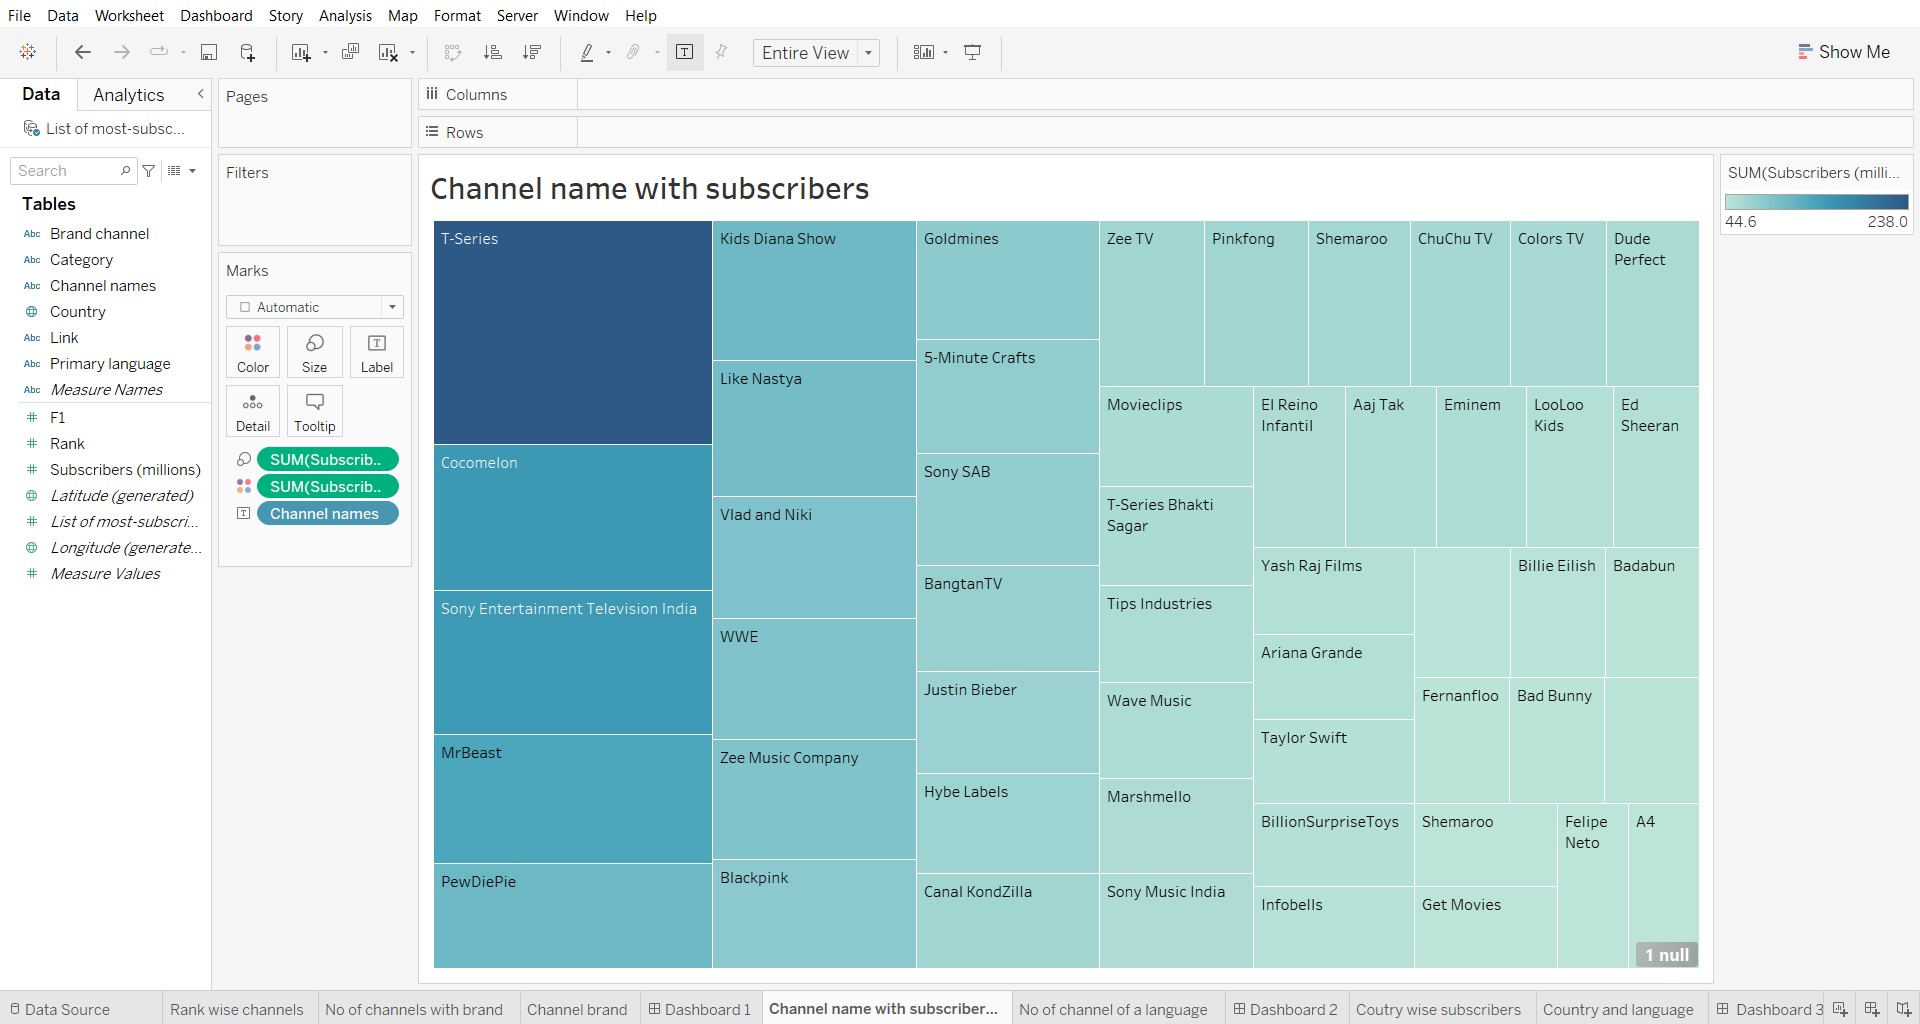 File Data Worksheet Dashboard Story Analysis Map Format Server Window Help
Entire View
Show Me
Data Analytics
List of most-subsc...
Search
Tables
Abc Brand channel
Abc Category
Abc Channel names
Country
Abc Link
Abc Primary language
Abc Measure Names
# F1
# Rank
# Subscribers (millions)
Latitude (generated)
# List of most-subscri...
Longitude (generate...
# Measure Values
Pages
Filters
Marks
Automatic
Color Size Label
Detail Tooltip
SUM(Subscrib..
SUM(Subscrib..
T Channel names
Columns
Rows
Channel name with subscribers
T-Series
Cocomelon
Sony Entertainment Television India
MrBeast
PewDiePie
Kids Diana Show
Like Nastya
Vlad and Niki
WWE
Zee Music Company
Blackpink
Goldmines
5-Minute Crafts
Sony SAB
BangtanTV
Justin Bieber
Hybe Labels
Canal KondZilla
Zee TV
Pinkfong
Shemaroo
ChuChu TV
Colors TV
Dude
Perfect
Movieclips
T-Series Bhakti
Sagar
Tips Industries
Wave Music
Marshmello
Sony Music India
El Reino
Infantil
Aaj Tak
Eminem
LooLoo
Kids
Ed
Sheeran
Yash Raj Films
Ariana Grande
Taylor Swift
BillionSurpriseToys
Infobells
Billie Eilish
Badabun
Fernanfloo
Bad Bunny
Shemaroo
Get Movies
Felipe
Neto
A4
1 null
SUM(Subscribers (milli...
44.6 238.0
Data Source Rank wise channels No of channels with brand Channel brand Dashboard 1 Channel name with subscriber... No of channel of a language Dashboard 2 Coutry wise subscribers Country and language Dashboard 3